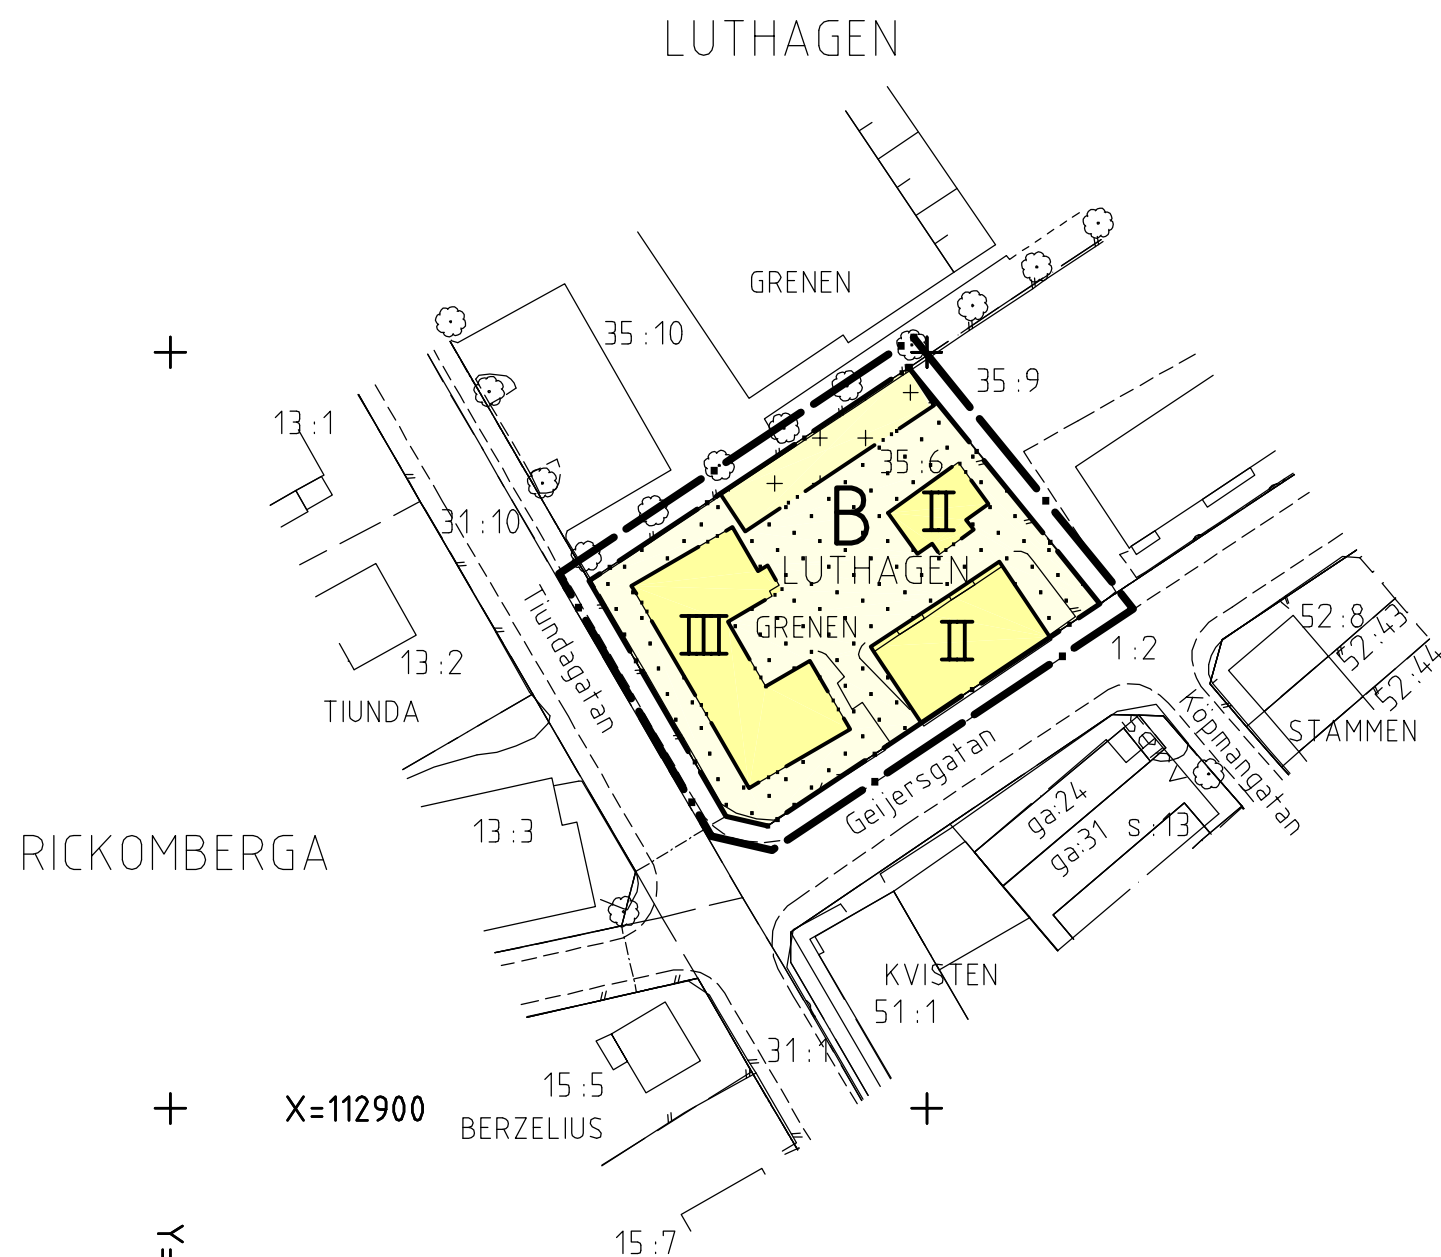 LUTHAGEN
GRENEN
35:10
35:9
13:1
35:6
31:10
B
II
LUTHAGEN
Tiundagatan
III
GRENEN
II
52:8
52:43
1:2
13:2
52:44
TIUNDA
Köpmangatan
STAMMEN
Geijersgatan
ga:24
13:3
s:13
ga:31
RICKOMBERGA
KVISTEN
51:1
31:1
15:5
X=112900
BERZELIUS
15:7
Y=